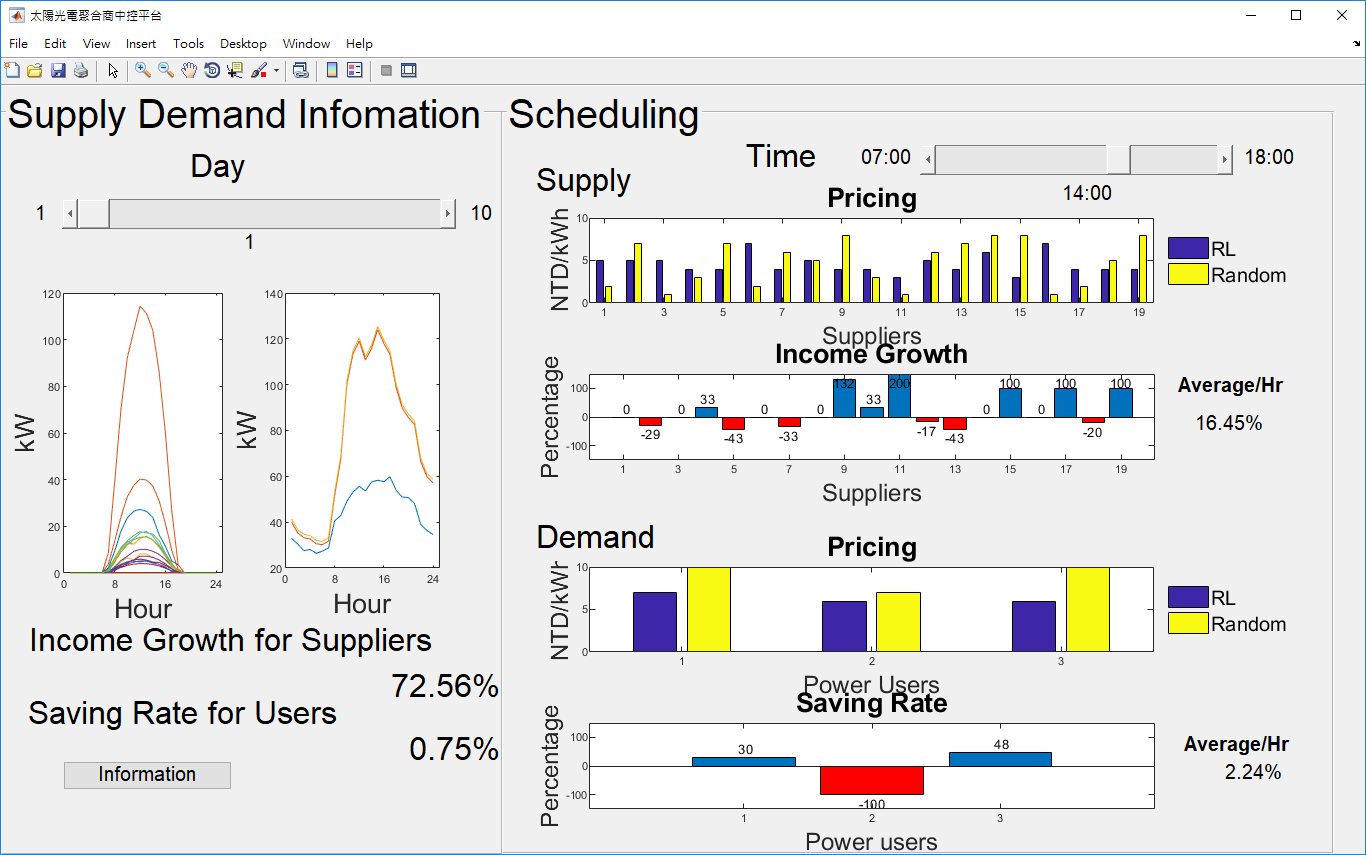 太陽光電聚合商中控平台
File Edit View Insert Tools Desktop Window Help
Supply Demand Infomation
Day
1 10
1
120
100
80
60
40
20
0
kW
0 8 16 24
Hour
140
120
100
80
60
40
20
kW
0 8 16 24
Hour
Income Growth for Suppliers
72.56%
Saving Rate for Users
0.75%
Information
Scheduling
Time 07:00 18:00
14:00
Supply
Pricing
NTD/kWh
10
5
0
1 3 5 7 9 11 13 15 17 19
Suppliers
RL
Random
Income Growth
Percentage
100
0
-100
0 -29 0 33 -43 0 -33 0 132 33 200 -17 -43 0 100 0 100 -20 100
1 3 5 7 9 11 13 15 17 19
Suppliers
Average/Hr
16.45%
Demand
Pricing
NTD/kWh
10
5
0
1 2 3
Power Users
RL
Random
Saving Rate
Percentage
100
0
-100
30 -100 48
1 2 3
Power users
Average/Hr
2.24%